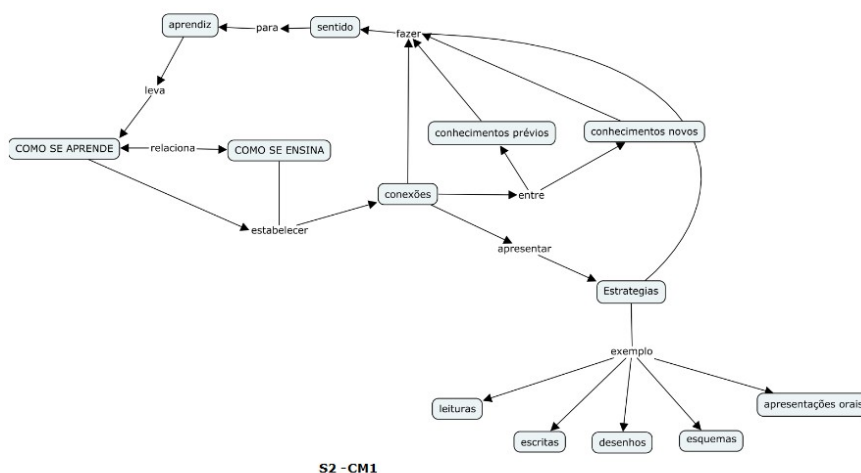 aprendiz
para
sentido
fazer
leva
conhecimentos prévios
conhecimentos novos
COMO SE APRENDE
relaciona
COMO SE ENSINA
conexões
entre
estabelecer
apresentar
Estrategias
exemplo
leituras
apresentações orais
escritas
desenhos
esquemas
S2 -CM1